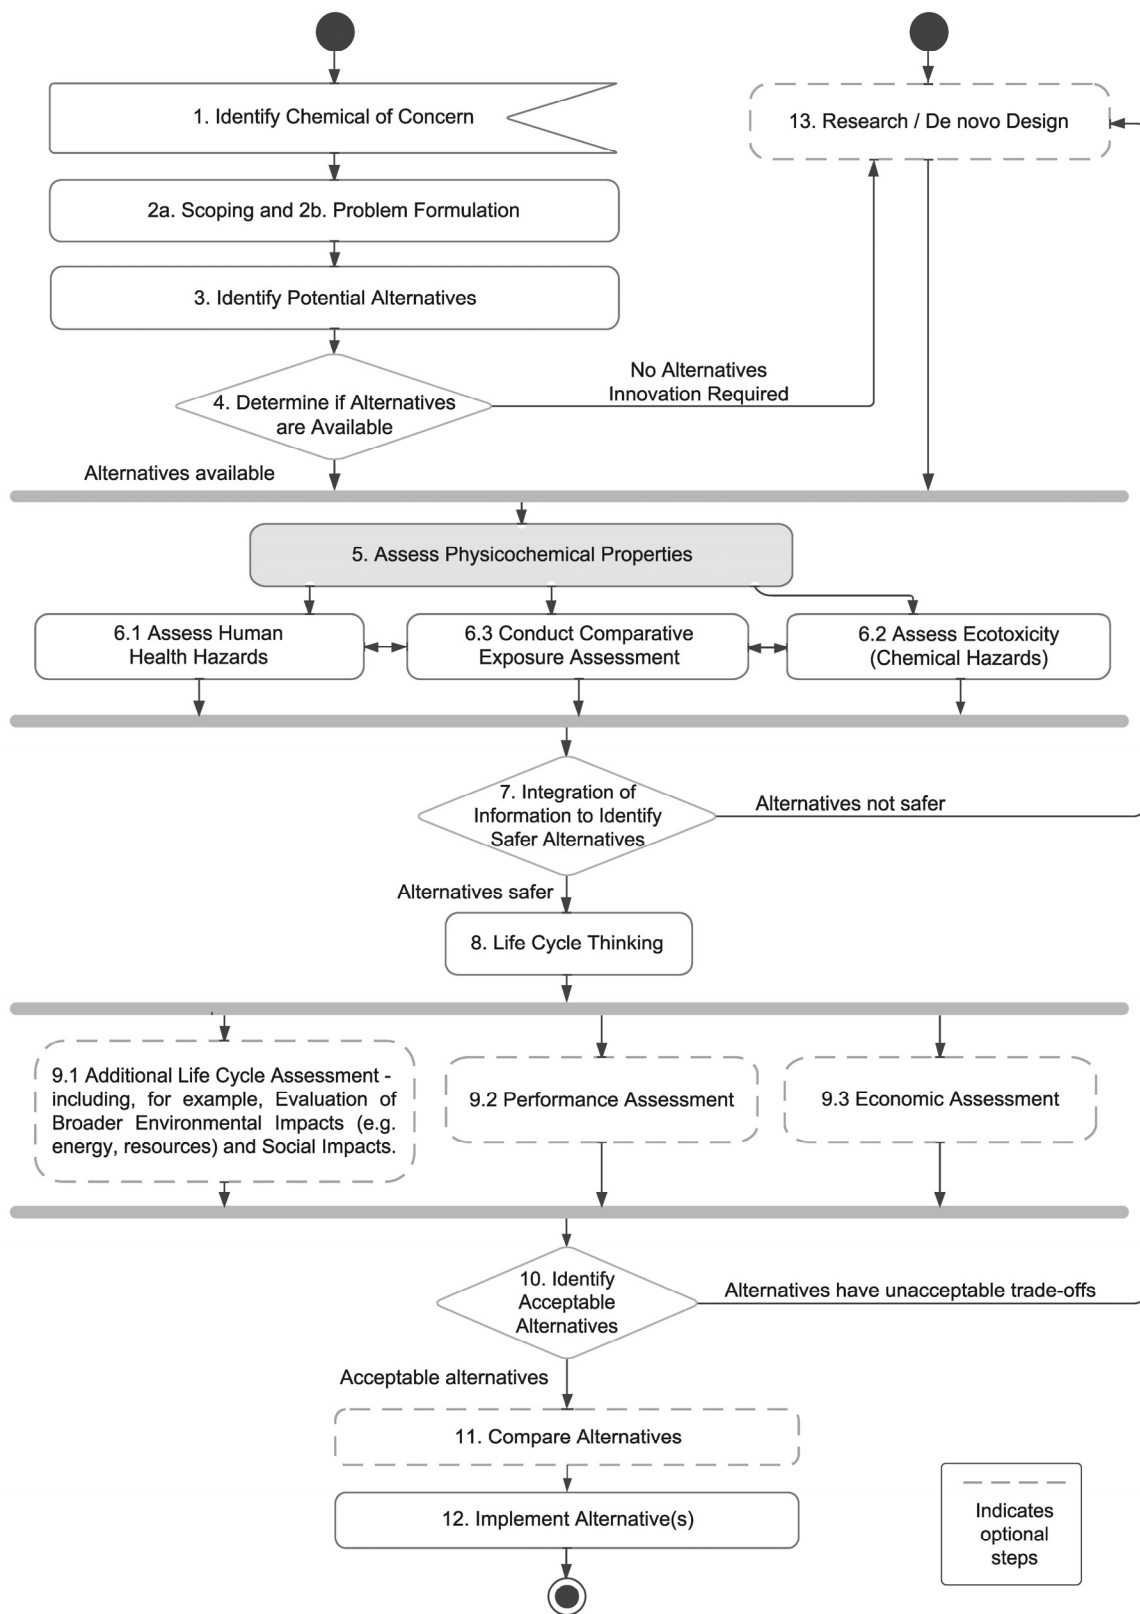 1. Identify Chemical of Concern
13. Research / De novo Design
2a. Scoping and 2b. Problem Formulation
3. Identify Potential Alternatives
No Alternatives
Innovation Required
4. Determine if Alternatives
are Available
Alternatives available
5. Assess Physicochemical Properties
6.1 Assess Human
Health Hazards
6.3 Conduct Comparative
Exposure Assessment
6.2 Assess Ecotoxicity
(Chemical Hazards)
7. Integration of
Information to Identify
Safer Alternatives
Alternatives not safer
Alternatives safer
8. Life Cycle Thinking
9.1 Additional Life Cycle Assessment -
including, for example, Evaluation of
Broader Environmental Impacts (e.g.
energy, resources) and Social Impacts.
9.2 Performance Assessment
9.3 Economic Assessment
10. Identify
Acceptable
Alternatives
Alternatives have unacceptable trade-offs
Acceptable alternatives
11. Compare Alternatives
12. Implement Alternative(s)
Indicates
optional
steps